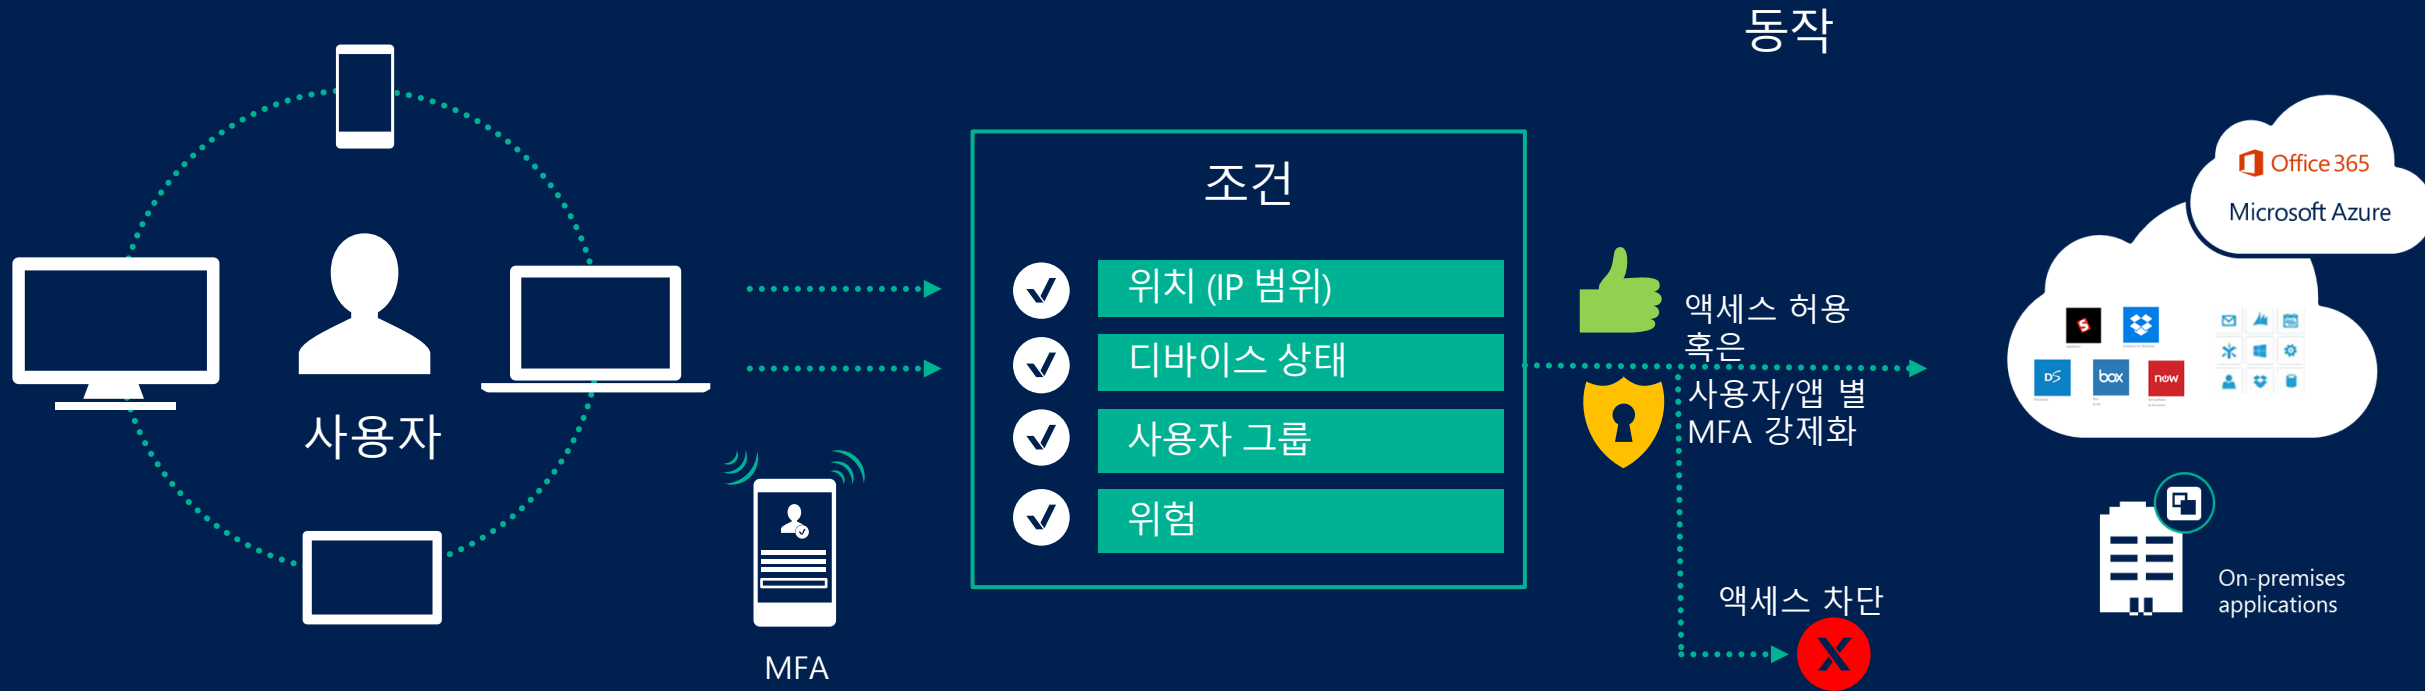 동작
사용자
MFA
조건
위치 (IP 범위)
디바이스 상태
사용자 그룹
위험
액세스 허용
혹은
사용자/앱 별
MFA 강제화
액세스 차단
Office 365
Microsoft Azure
DS
box
now
On-premises
applications